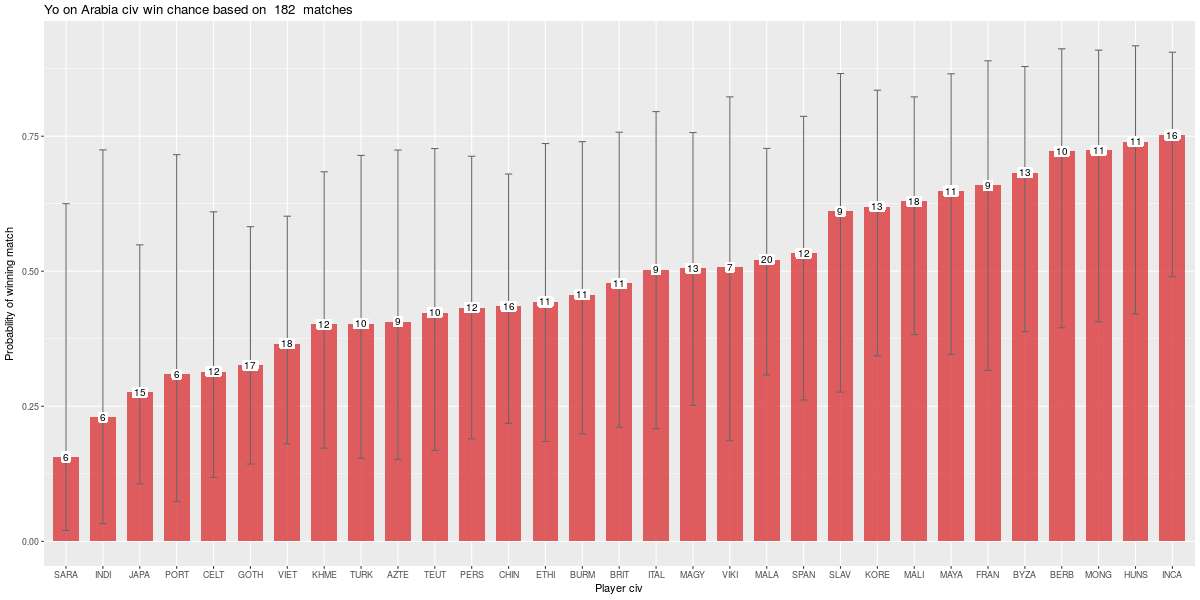 Yo on Arabia civ win chance based on  182  matches
Probability of winning match
0.75
0.50
0.25
0.00
6 6 15 6 12 17 18 12 10 9 10 12 16 11 11 11 9 13 7 20 12 9 13 18 11 9 13 10 11 11 16
SARA INDI JAPA PORT CELT GOTH VIET KHME TURK AZTE TEUT PERS CHIN ETHI BURM BRIT ITAL MAGY VIKI MALA SPAN SLAV KORE MALI MAYA FRAN BYZA BERB MONG HUNS INCA
Player civ